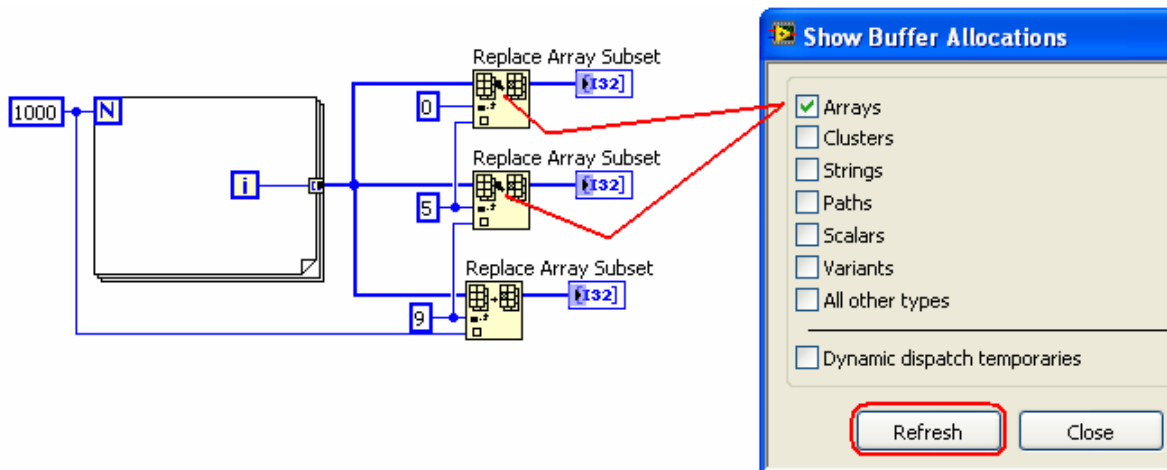 Replace Array Subset
1000
N
0
[I32]
i
Replace Array Subset
5
[I32]
Replace Array Subset
9
[I32]
Show Buffer Allocations
Arrays
Clusters
Strings
Paths
Scalars
Variants
All other types
Dynamic dispatch temporaries
Refresh
Close